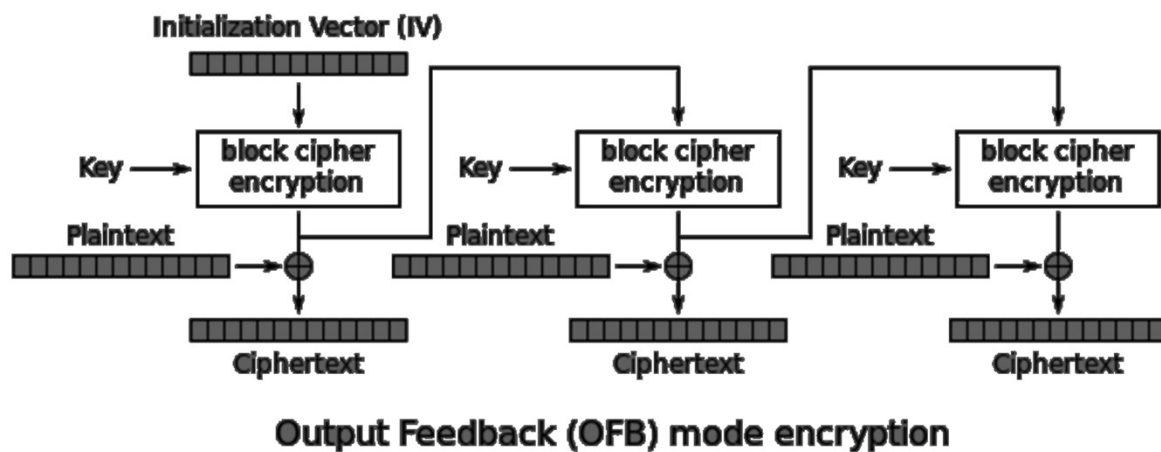 Initialization Vector (IV)
Key
block cipher
encryption
Key
block cipher
encryption
Key
block cipher
encryption
Plaintext
Plaintext
Plaintext
Ciphertext
Ciphertext
Ciphertext
Output Feedback (OFB) mode encryption